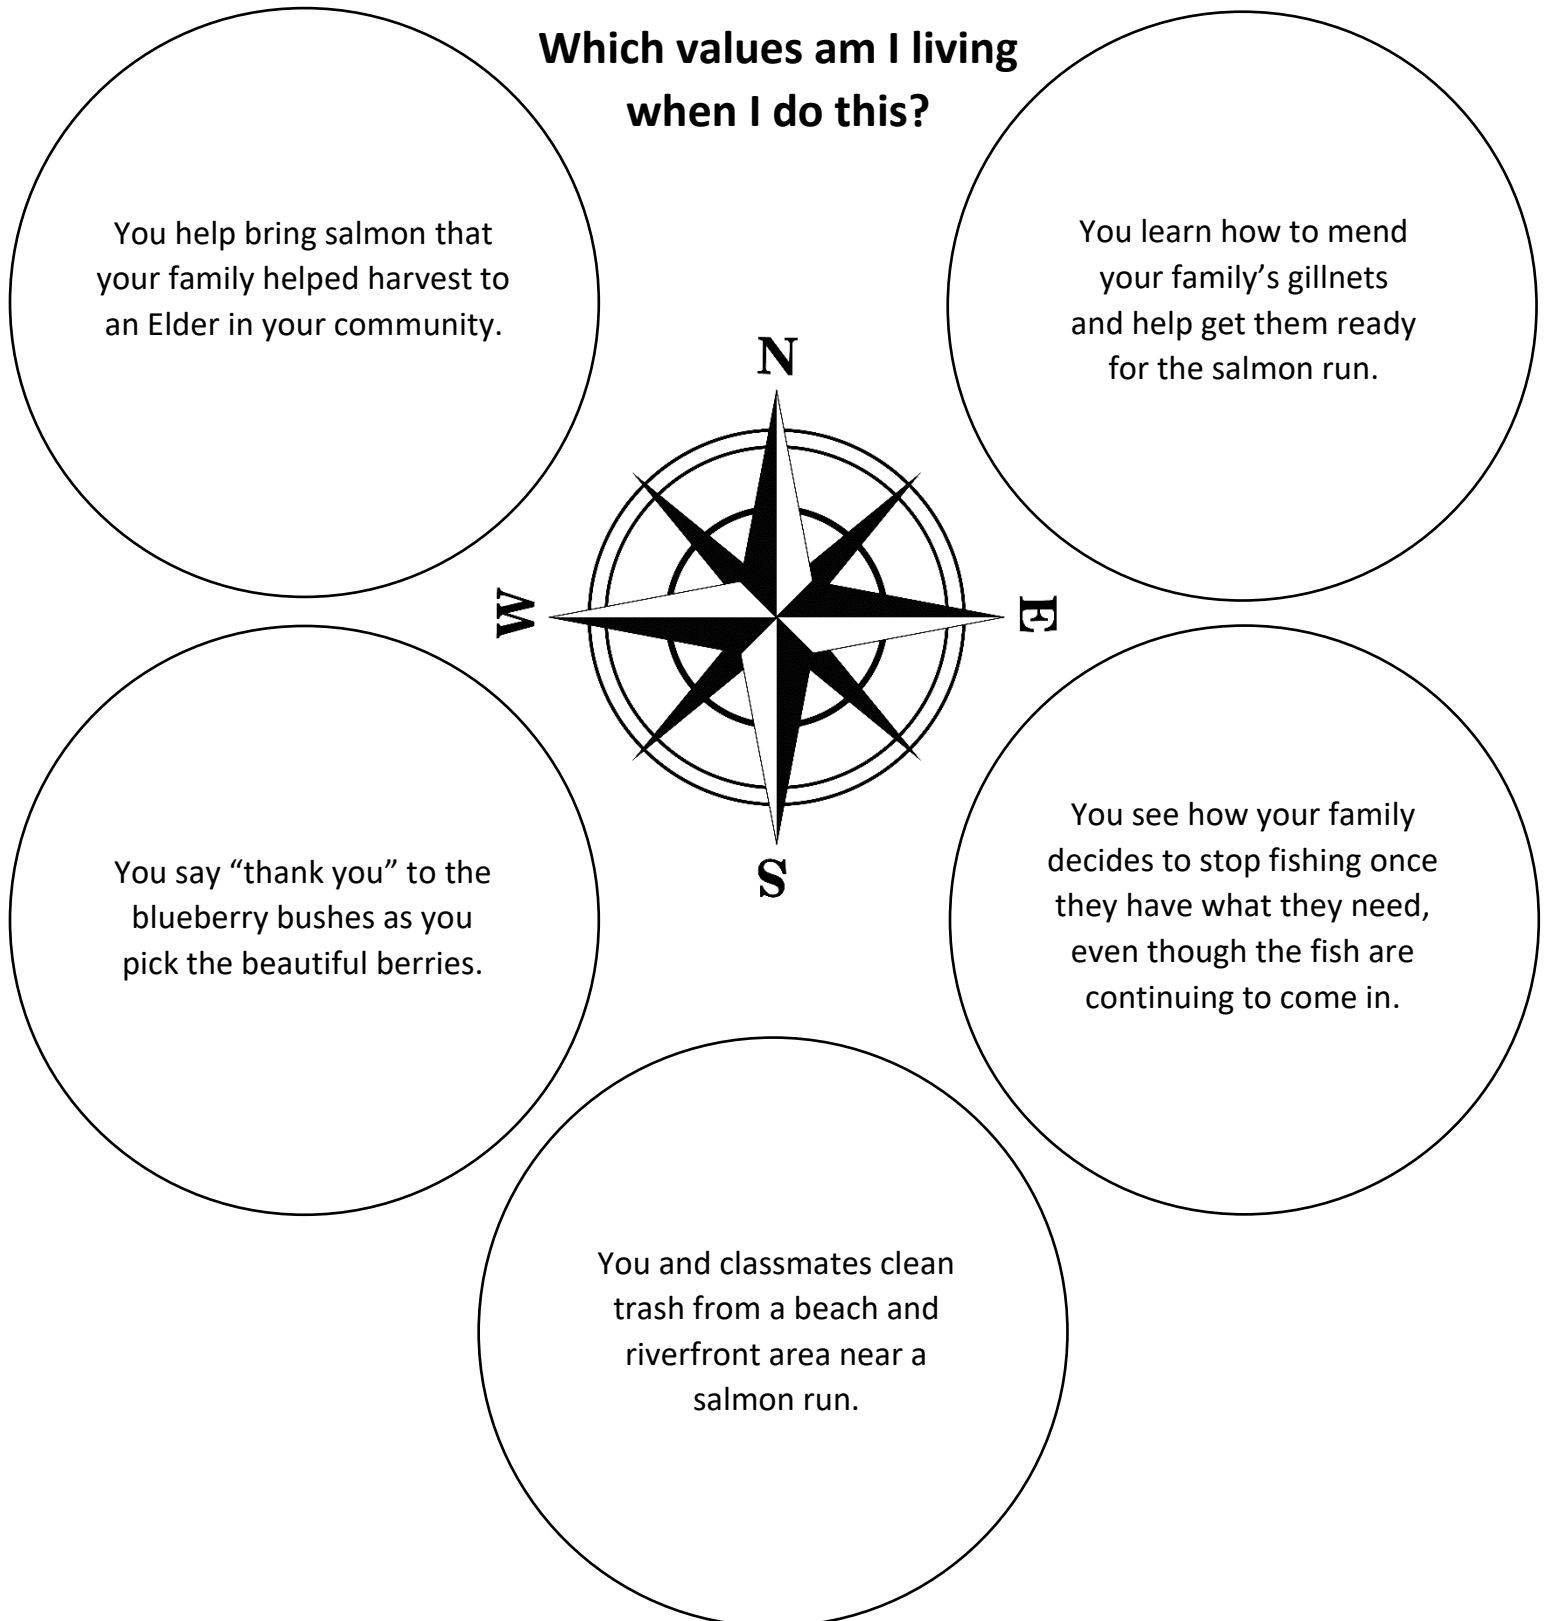 Which values am I living
when I do this?
You help bring salmon that
your family helped harvest to
an Elder in your community.
You learn how to mend
your family’s gillnets
and help get them ready
for the salmon run.
N
W
E
S
You say “thank you” to the
blueberry bushes as you
pick the beautiful berries.
You see how your family
decides to stop fishing once
they have what they need,
even though the fish are
continuing to come in.
You and classmates clean
trash from a beach and
riverfront area near a
salmon run.